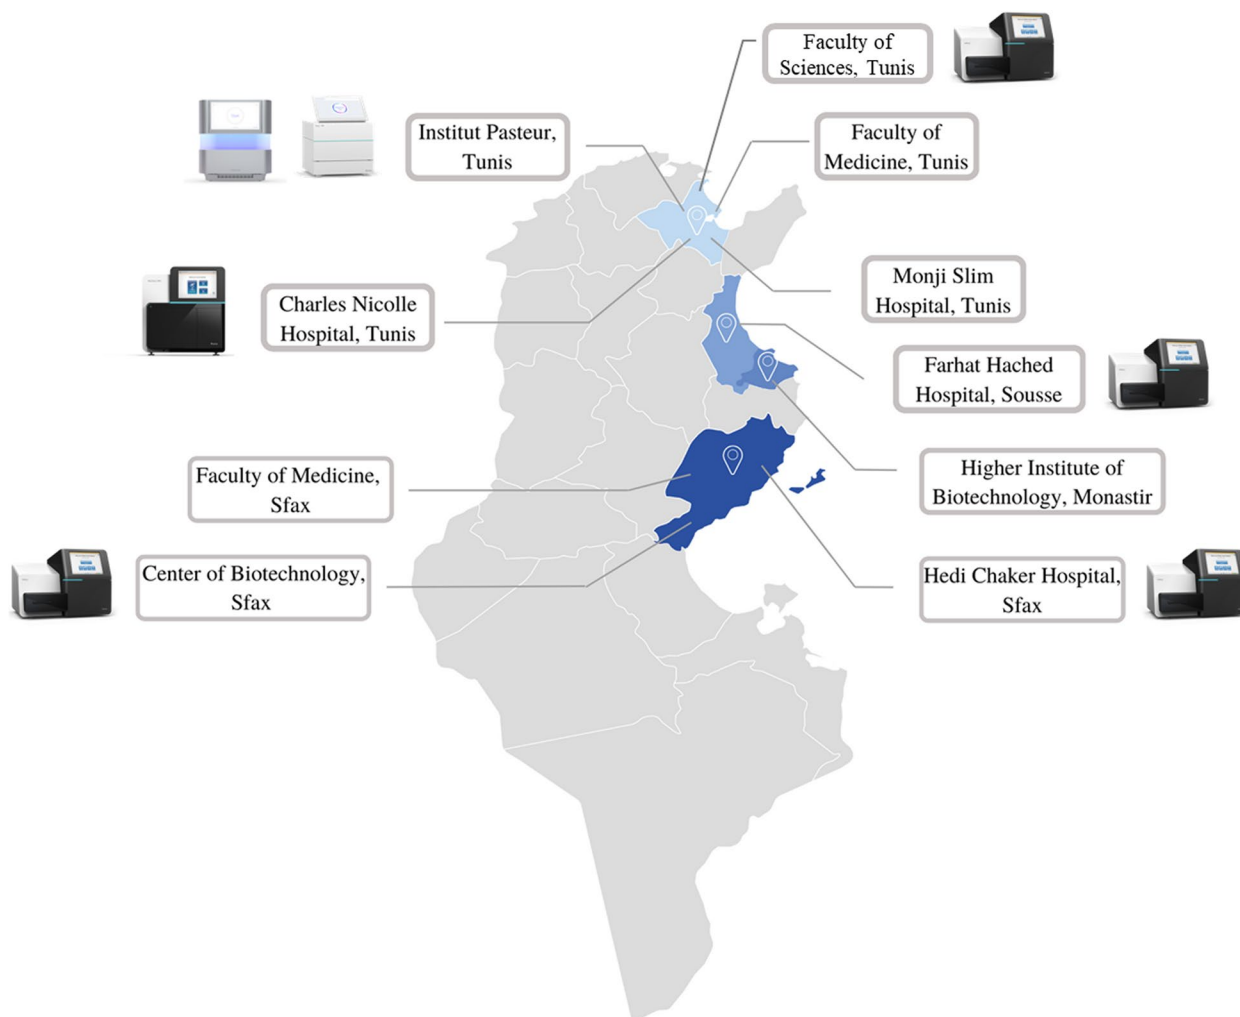 Faculty of
Sciences, Tunis
Institut Pasteur,
Tunis
Faculty of
Medicine, Tunis
Charles Nicolle
Hospital, Tunis
Monji Slim
Hospital, Tunis
Farhat Hached
Hospital, Sousse
Faculty of Medicine,
Sfax
Higher Institute of
Biotechnology, Monastir
Center of Biotechnology,
Sfax
Hedi Chaker Hospital,
Sfax